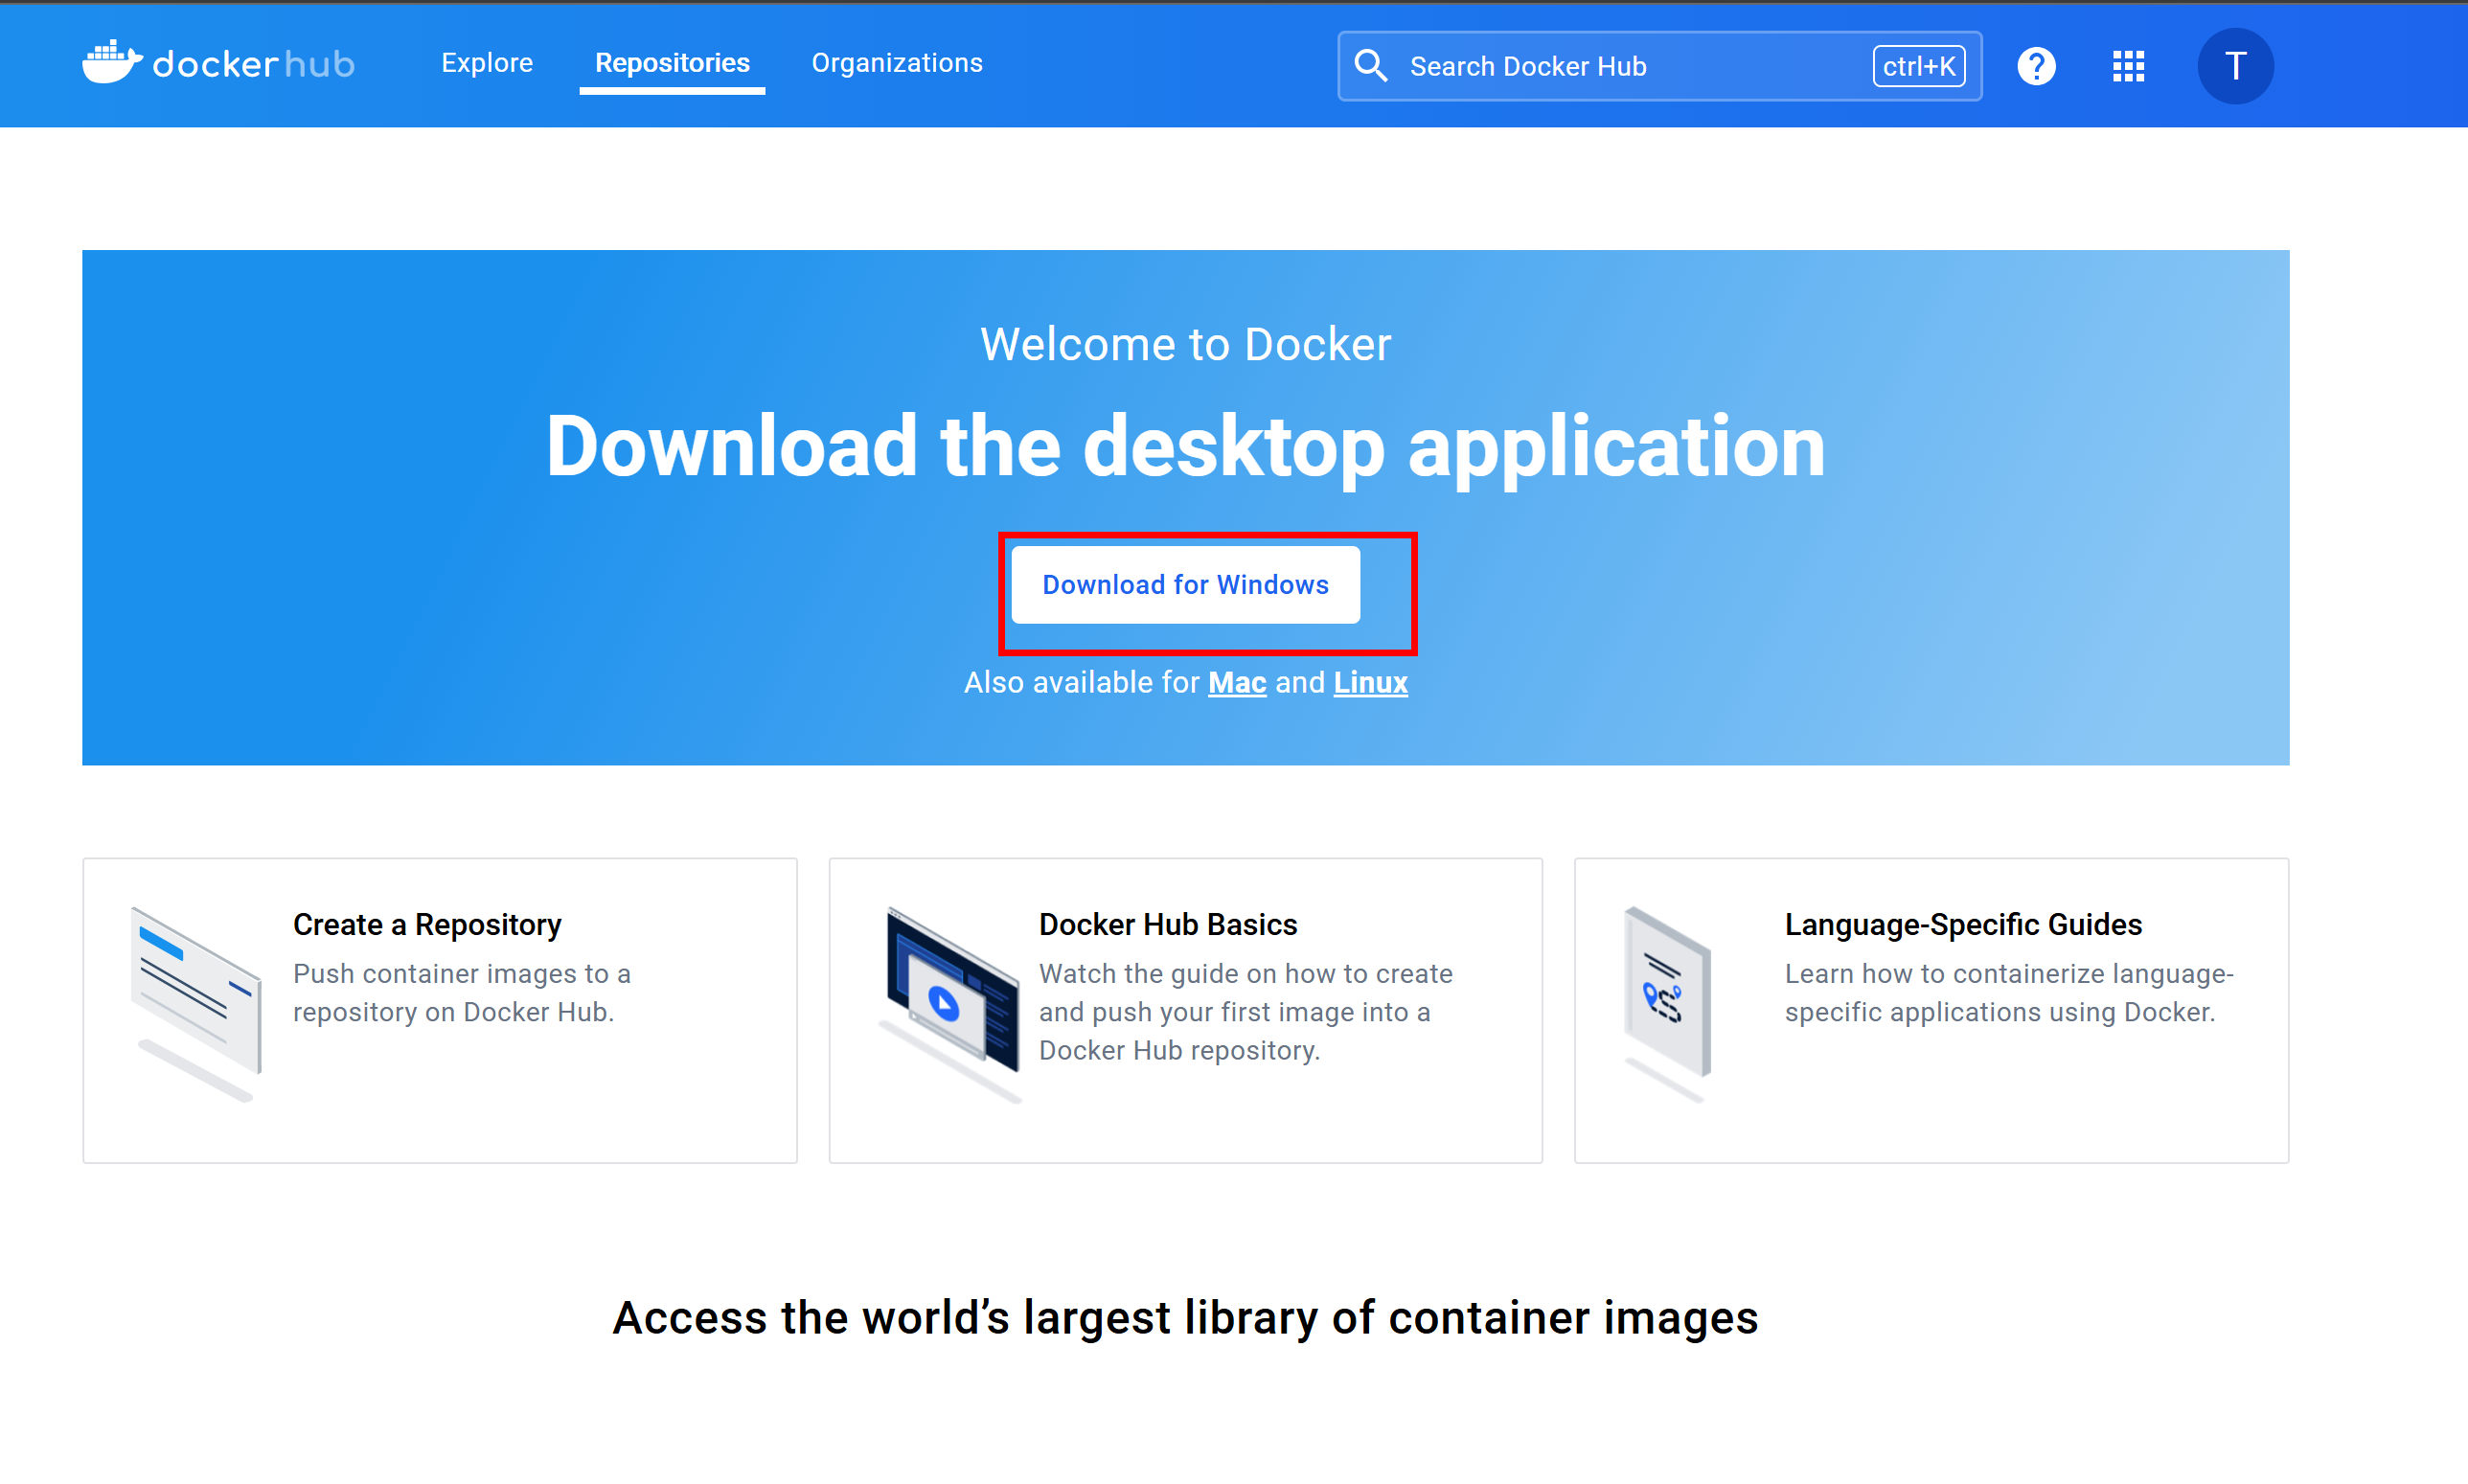 dockerhub
Explore
Repositories
Organizations
Search Docker Hub
ctrl+K
?
T
Welcome to Docker
Download the desktop application
Download for Windows
Also available for Mac and Linux
Create a Repository
Push container images to a
repository on Docker Hub.
Docker Hub Basics
Watch the guide on how to create
and push your first image into a
Docker Hub repository.
Language-Specific Guides
Learn how to containerize language-
specific applications using Docker.
Access the world’s largest library of container images